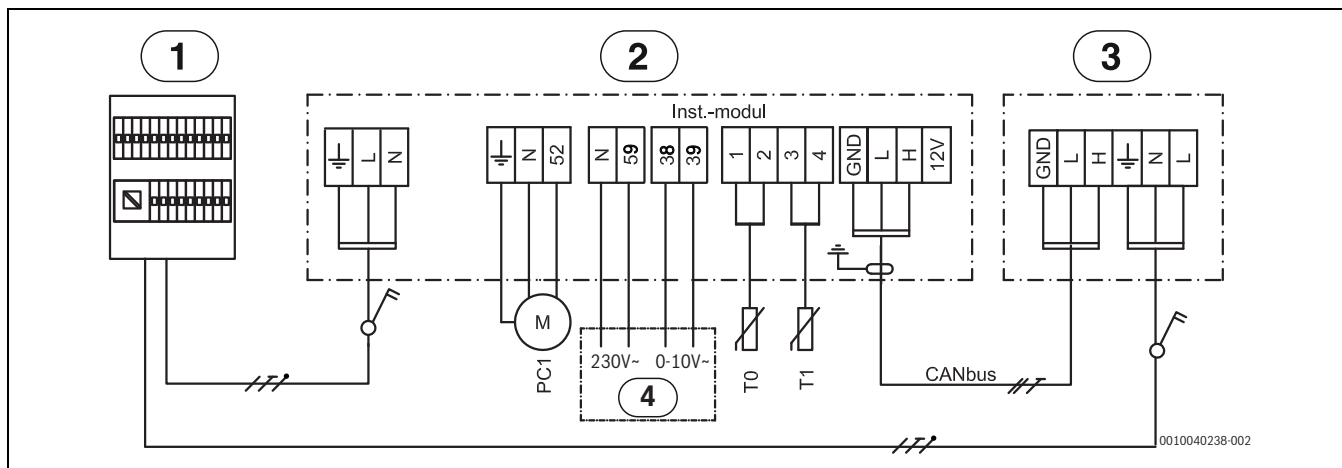 1
2
3
Inst.-modul
L
N
N
52
N
59
38
39
1
2
3
4
GND
L
H
12V
GND
L
H
N
L
M
PC1
230V~
0-10V~
4
T0
T1
CANbus
0010040238-002